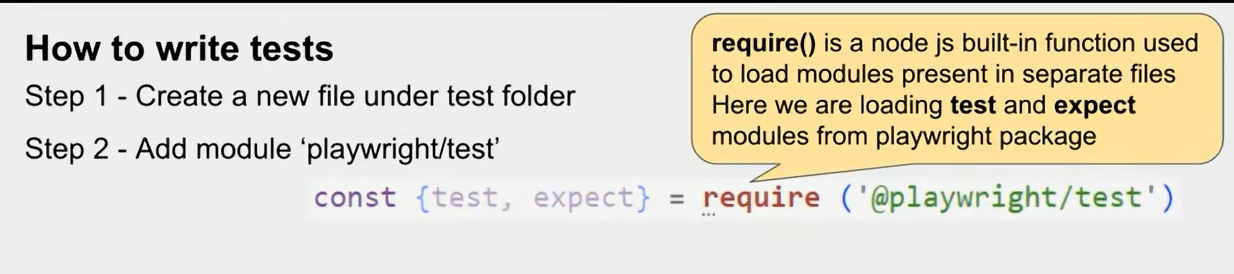 How to write tests
Step 1 - Create a new file under test folder
Step 2 - Add module ‘playwright/test’
require() is a node js built-in function used
to load modules present in separate files
Here we are loading test and expect
modules from playwright package
const {test, expect} = require ('@playwright/test')